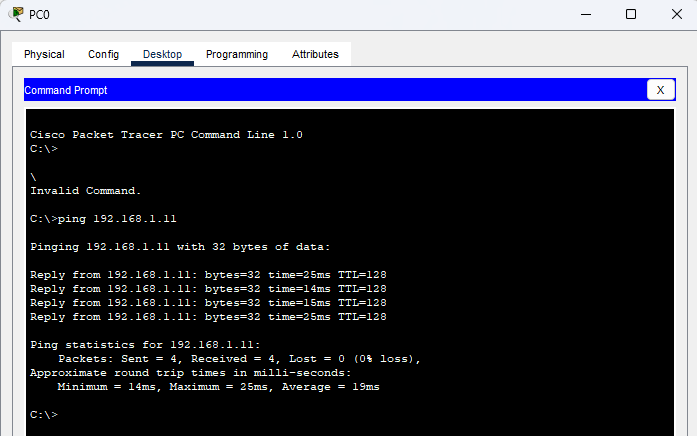 PC0
Physical Config Desktop Programming Attributes
Command Prompt
X
Cisco Packet Tracer PC Command Line 1.0
C:\>
\
Invalid Command.
C:\>ping 192.168.1.11
Pinging 192.168.1.11 with 32 bytes of data:
Reply from 192.168.1.11: bytes=32 time=25ms TTL=128
Reply from 192.168.1.11: bytes=32 time=14ms TTL=128
Reply from 192.168.1.11: bytes=32 time=15ms TTL=128
Reply from 192.168.1.11: bytes=32 time=25ms TTL=128
Ping statistics for 192.168.1.11:
    Packets: Sent = 4, Received = 4, Lost = 0 (0% loss),
Approximate round trip times in milli-seconds:
    Minimum = 14ms, Maximum = 25ms, Average = 19ms
C:\>